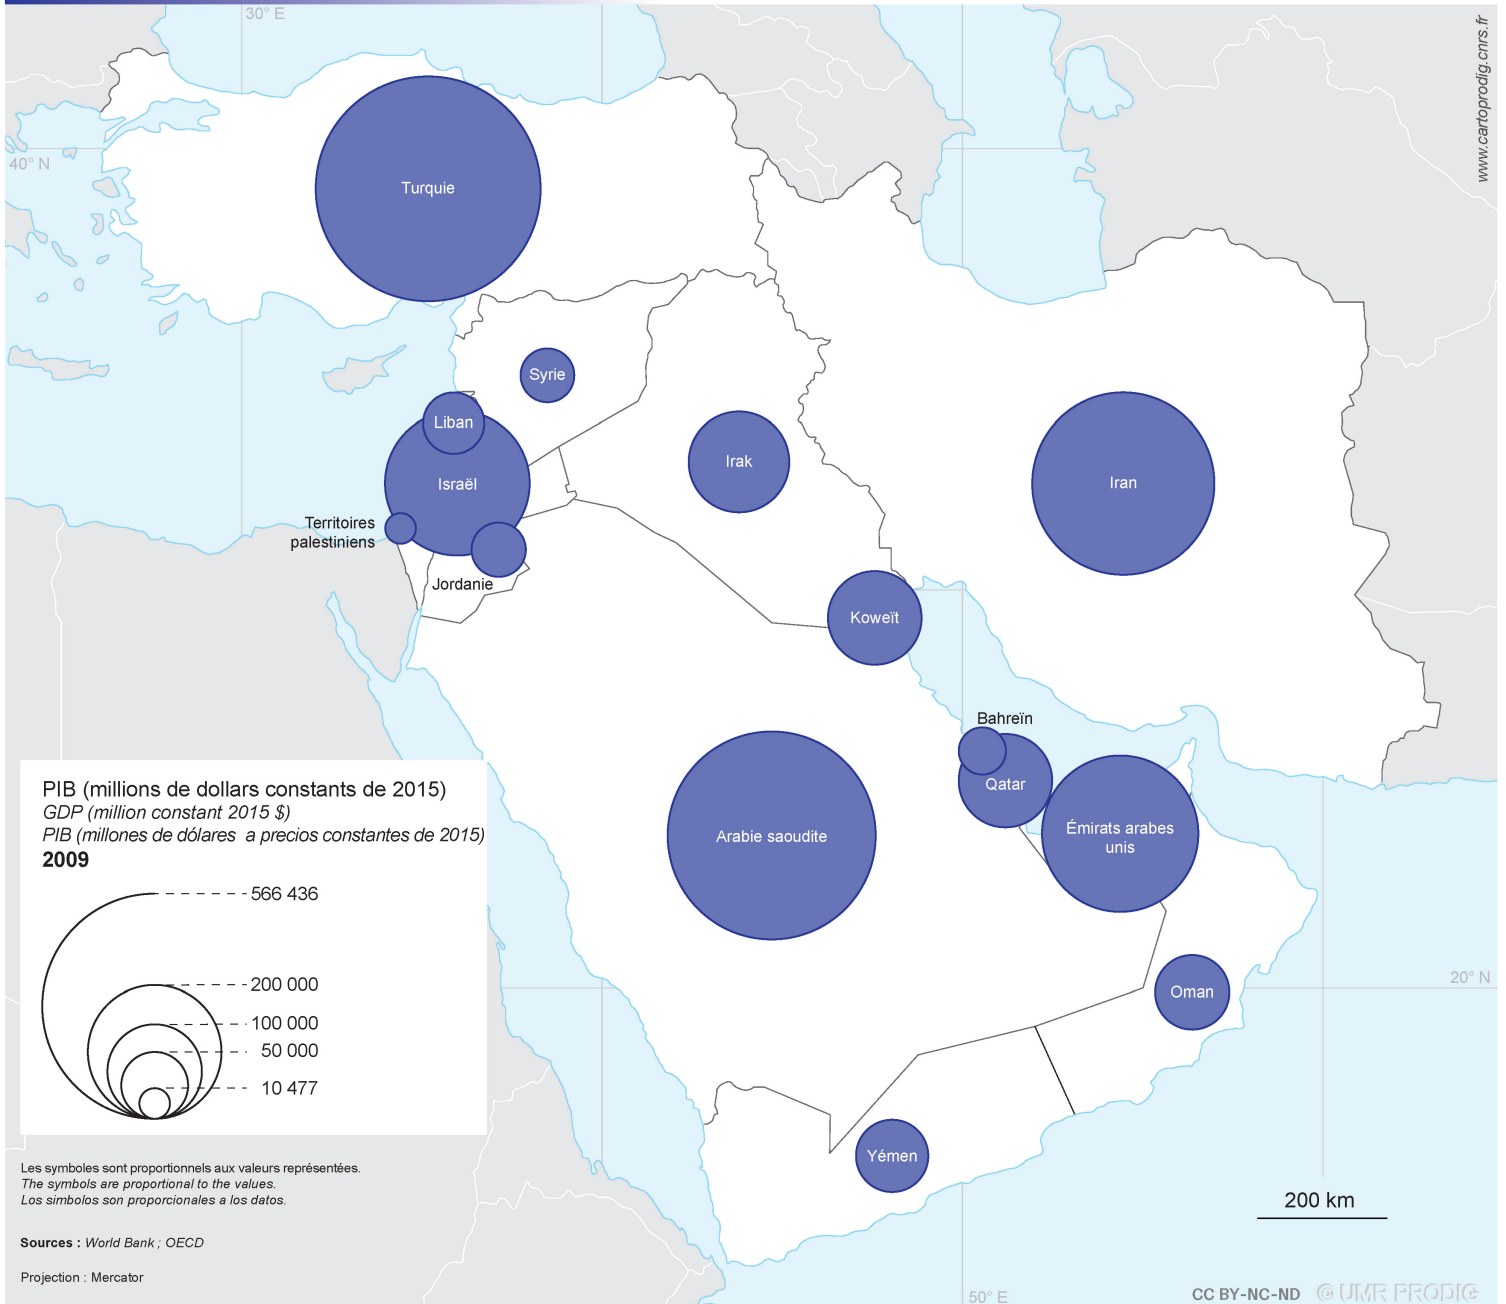 30° E
www.cartoprodig.cnrs.fr
40° N
Turquie
Syrie
Liban
Irak
Israël
Iran
Territoires
palestiniens
Jordanie
Koweït
Bahreïn
Qatar
Arabie saoudite
Émirats arabes
unis
PIB (millions de dollars constants de 2015)
GDP (million constant 2015 $)
PIB (millones de dólares a precios constantes de 2015)
2009
566 436
200 000
100 000
50 000
10 477
20° N
Oman
Yémen
Les symboles sont proportionnels aux valeurs représentées.
The symbols are proportional to the values.
Los simbolos son proporcionales a los datos.
200 km
Sources : World Bank ; OECD
Projection : Mercator
50° E
CC BY-NC-ND © UMR PRODIG